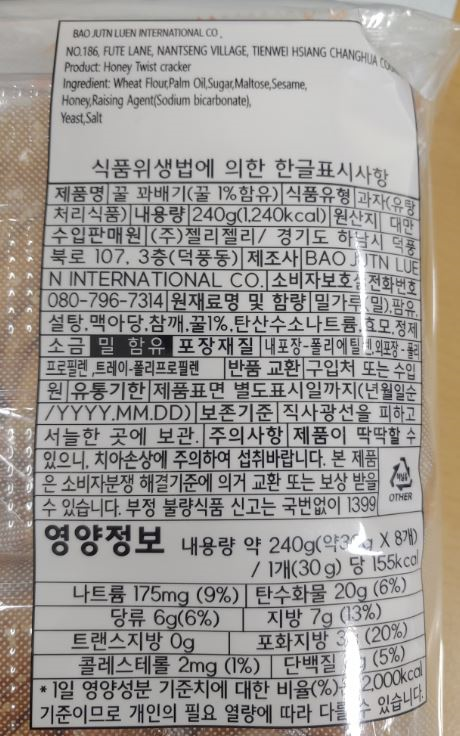 BAO JUTN LUEN INTERNATIONAL CO.,
NO.186, FUTE LANE, NANTSENG VILLAGE, TIENWEI HSIANG CHANGHUA
Product: Honey Twist cracker
Ingredient: Wheat Flour,Palm Oil,Sugar,Maltose,Sesame,
Honey,Raising Agent(Sodium bicarbonate),
Yeast,Salt
식품위생법에 의한 한글표시사항
제품명 꿀 꽈배기(꿀 1%함유) 식품유형 과자(유탕
처리식품) 내용량 240g(1,240kcal) 원산지 대만
수입판매원 (주)젤리젤리/ 경기도 하남시 덕풍
북로 107, 3층(덕풍동) 제조사 BAO JUTN LUE
N INTERNATIONAL CO. 소비자보호실 전화번호
080-796-7314 원재료명 및 함량 밀가루(밀),팜유,
설탕,맥아당,참깨,꿀1%,탄산수소나트륨,효모,정제
소금 밀 함유 포장재질 내포장-폴리에틸렌,외포장-폴리
프로필렌,트레이-폴리프로필렌 반품 교환 구입처 또는 수입
원 유통기한 제품표면 별도표시일까지(년월일순
/YYYY.MM.DD) 보존기준 직사광선을 피하고
서늘한 곳에 보관. 주의사항 제품이 딱딱할 수
있으니, 치아손상에 주의하여 섭취바랍니다. 본 제품
은 소비자분쟁 해결기준에 의거 교환 또는 보상 받을
수 있습니다. 부정 불량식품 신고는 국번없이 1399
OTHER
영양정보 내용량 약 240g(약30g X 8개)
/ 1개(30g) 당 155kcal
나트륨 175mg (9%) 탄수화물 20g (6%)
당류 6g(6%) 지방 7g (13%)
트랜스지방 0g 포화지방 (20%)
콜레스테롤 2mg (1%) 단백질 (5%)
* 1일 영양성분 기준치에 대한 비율(%)은 2,000kcal
기준이므로 개인의 필요 열량에 따라 다를 수 있습니다.